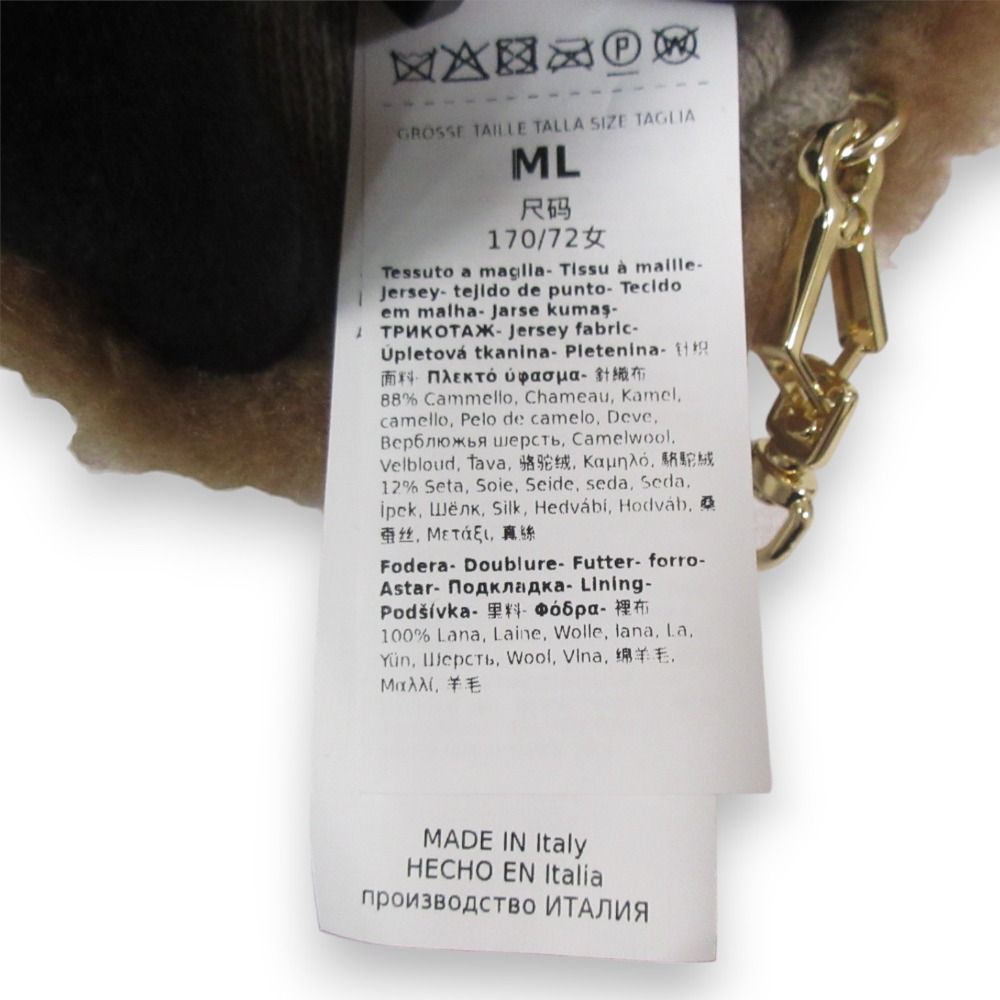 P W
GRÖSSE TAILLE TALLA SIZE TAGLIA
ML
尺码
170/72女
Tessuto a maglia- Tissu à maille-
Jersey- tejido de punto- Tecido
em malha- Jarse kumaş-
ТРИКОТАЖ- Jersey fabric-
Úpletová tkanina- Pletenina- 针织
面料- Πλεκτό ύφασμα- 針織布
88% Cammello, Chameau, Kamel,
camello, Pelo de camelo, Deve,
Верблюжья шерсть, Camelwool,
Velbloud, Ťava, 骆驼绒, Καμηλό, 駱駝絨
12% Seta, Soie, Seide, seda, Seda,
İpek, Шёлк, Silk, Hedvábí, Hodváb, 桑
蚕丝, Μετάξι, 真絲
Fodera- Doublure- Futter- forro-
Astar- Подкладка- Lining-
Podšívka- 里料- Φόδρα- 裡布
100% Lana, Laine, Wolle, lana, La,
Yün, Шерсть, Wool, Vlna, 绵羊毛,
Μαλλί, 羊毛
MADE IN Italy
HECHO EN Italia
производство ИТАЛИЯ